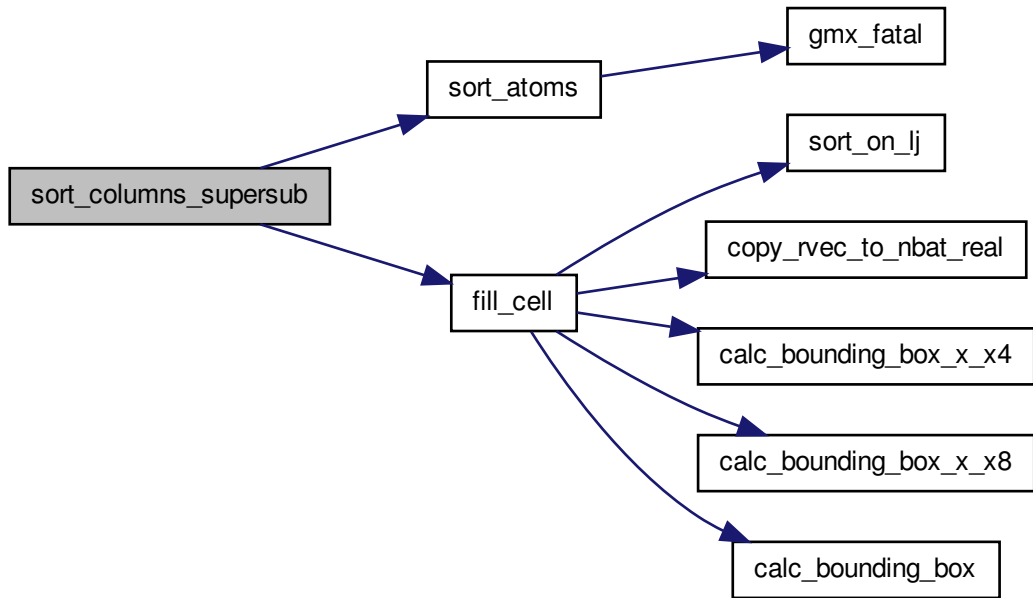 gmx_fatal
sort_atoms
sort_on_lj
sort_columns_supersub
copy_rvec_to_nbat_real
fill_cell
calc_bounding_box_x_x4
calc_bounding_box_x_x8
calc_bounding_box